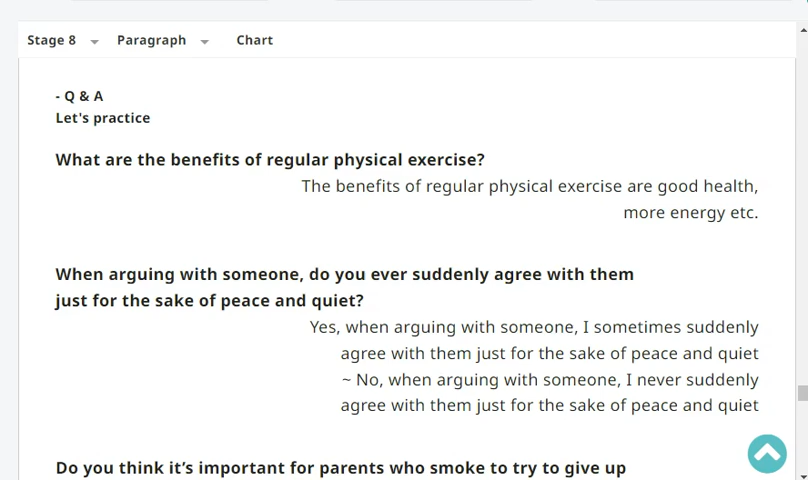 Stage 8 Paragraph Chart
- Q & A
Let's practice
What are the benefits of regular physical exercise?
The benefits of regular physical exercise are good health,
more energy etc.
When arguing with someone, do you ever suddenly agree with them
just for the sake of peace and quiet?
Yes, when arguing with someone, I sometimes suddenly
agree with them just for the sake of peace and quiet
~ No, when arguing with someone, I never suddenly
agree with them just for the sake of peace and quiet
Do you think it’s important for parents who smoke to try to give up